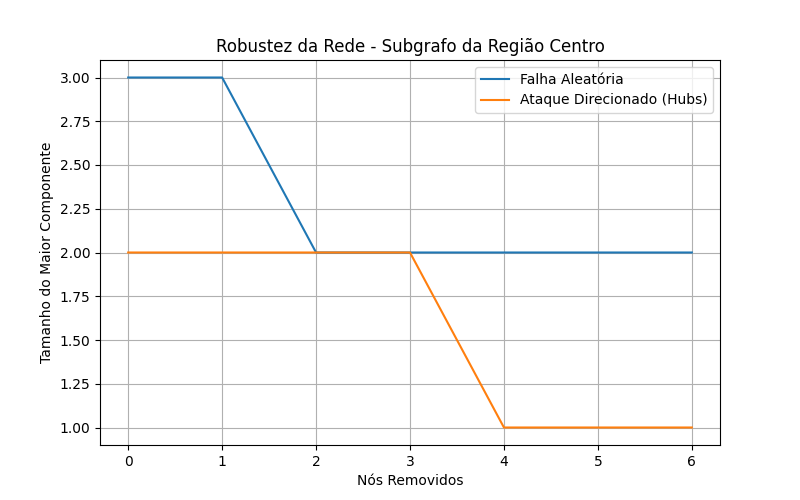 Robustez da Rede - Subgrafo da Região Centro
Falha Aleatória
Ataque Direcionado (Hubs)
Tamanho do Maior Componente
3.00
2.75
2.50
2.25
2.00
1.75
1.50
1.25
1.00
0 1 2 3 4 5 6
Nós Removidos